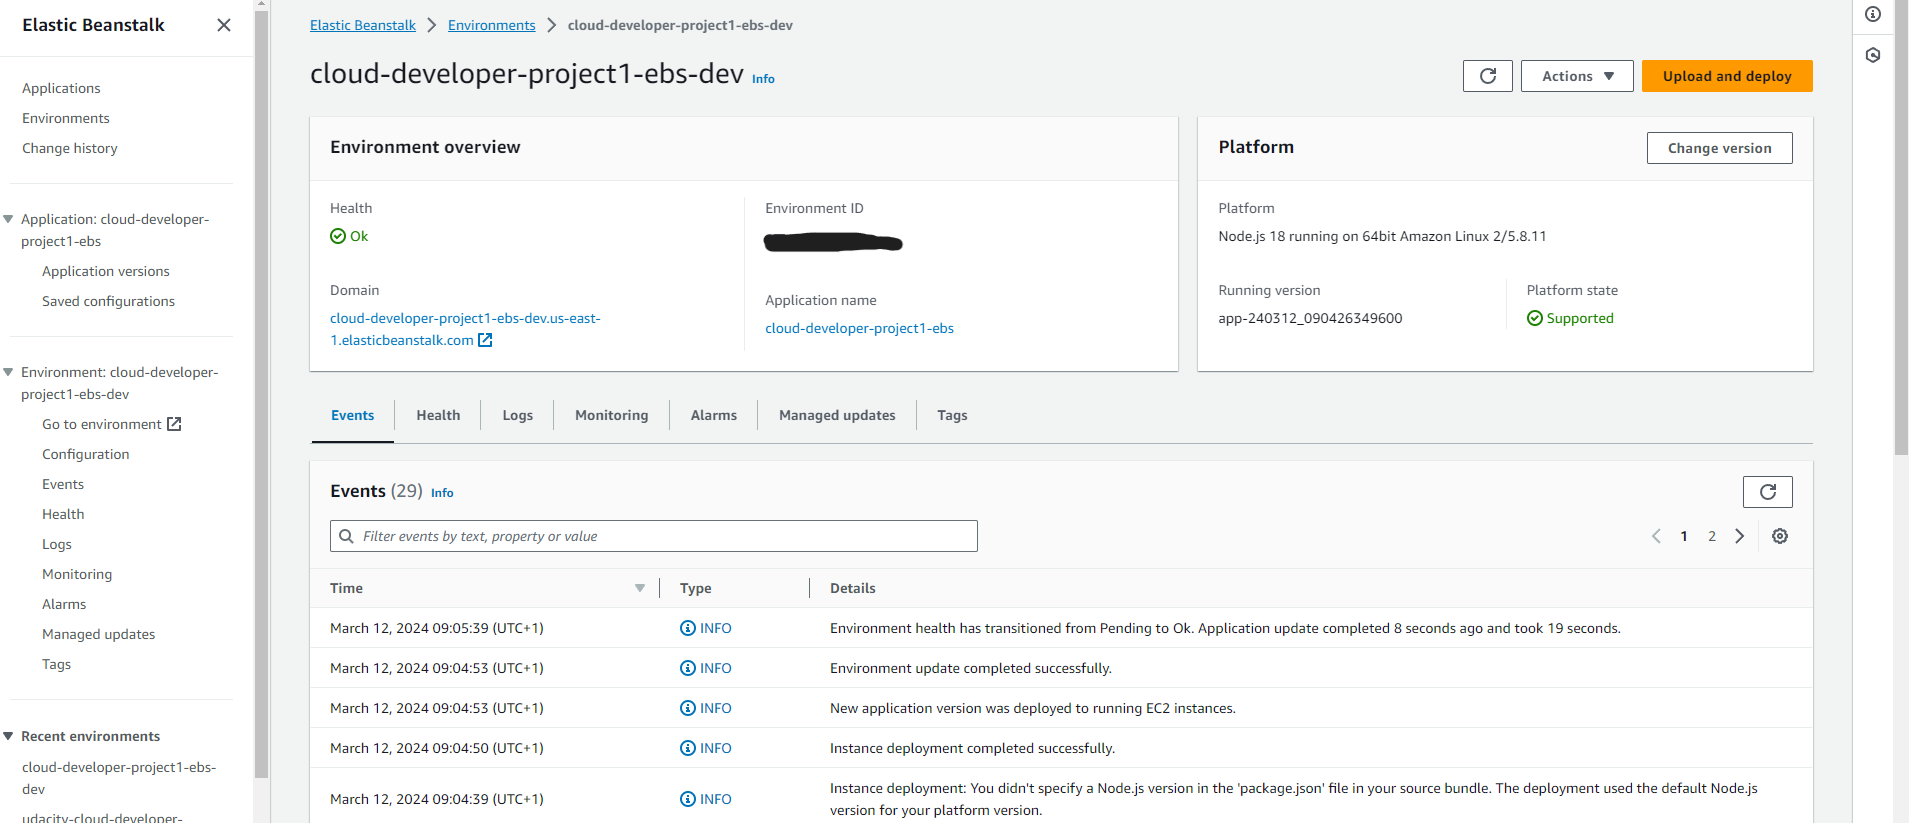 Elastic Beanstalk
Applications
Environments
Change history
Application: cloud-developer-
project1-ebs
Application versions
Saved configurations
Environment: cloud-developer-
project1-ebs-dev
Go to environment
Configuration
Events
Health
Logs
Monitoring
Alarms
Managed updates
Tags
Recent environments
cloud-developer-project1-ebs-
dev
udacity-cloud-developer-
Elastic Beanstalk > Environments > cloud-developer-project1-ebs-dev
cloud-developer-project1-ebs-dev Info
Actions Upload and deploy
Environment overview
Health
Ok
Domain
cloud-developer-project1-ebs-dev.us-east-
1.elasticbeanstalk.com
Environment ID
Application name
cloud-developer-project1-ebs
Platform
Change version
Platform
Node.js 18 running on 64bit Amazon Linux 2/5.8.11
Running version
app-240312_090426349600
Platform state
Supported
Events Health Logs Monitoring Alarms Managed updates Tags
Events (29) Info
Filter events by text, property or value
1 2
Time Type Details
March 12, 2024 09:05:39 (UTC+1) INFO Environment health has transitioned from Pending to Ok. Application update completed 8 seconds ago and took 19 seconds.
March 12, 2024 09:04:53 (UTC+1) INFO Environment update completed successfully.
March 12, 2024 09:04:53 (UTC+1) INFO New application version was deployed to running EC2 instances.
March 12, 2024 09:04:50 (UTC+1) INFO Instance deployment completed successfully.
March 12, 2024 09:04:39 (UTC+1) INFO Instance deployment: You didn't specify a Node.js version in the 'package.json' file in your source bundle. The deployment used the default Node.js
version for your platform version.